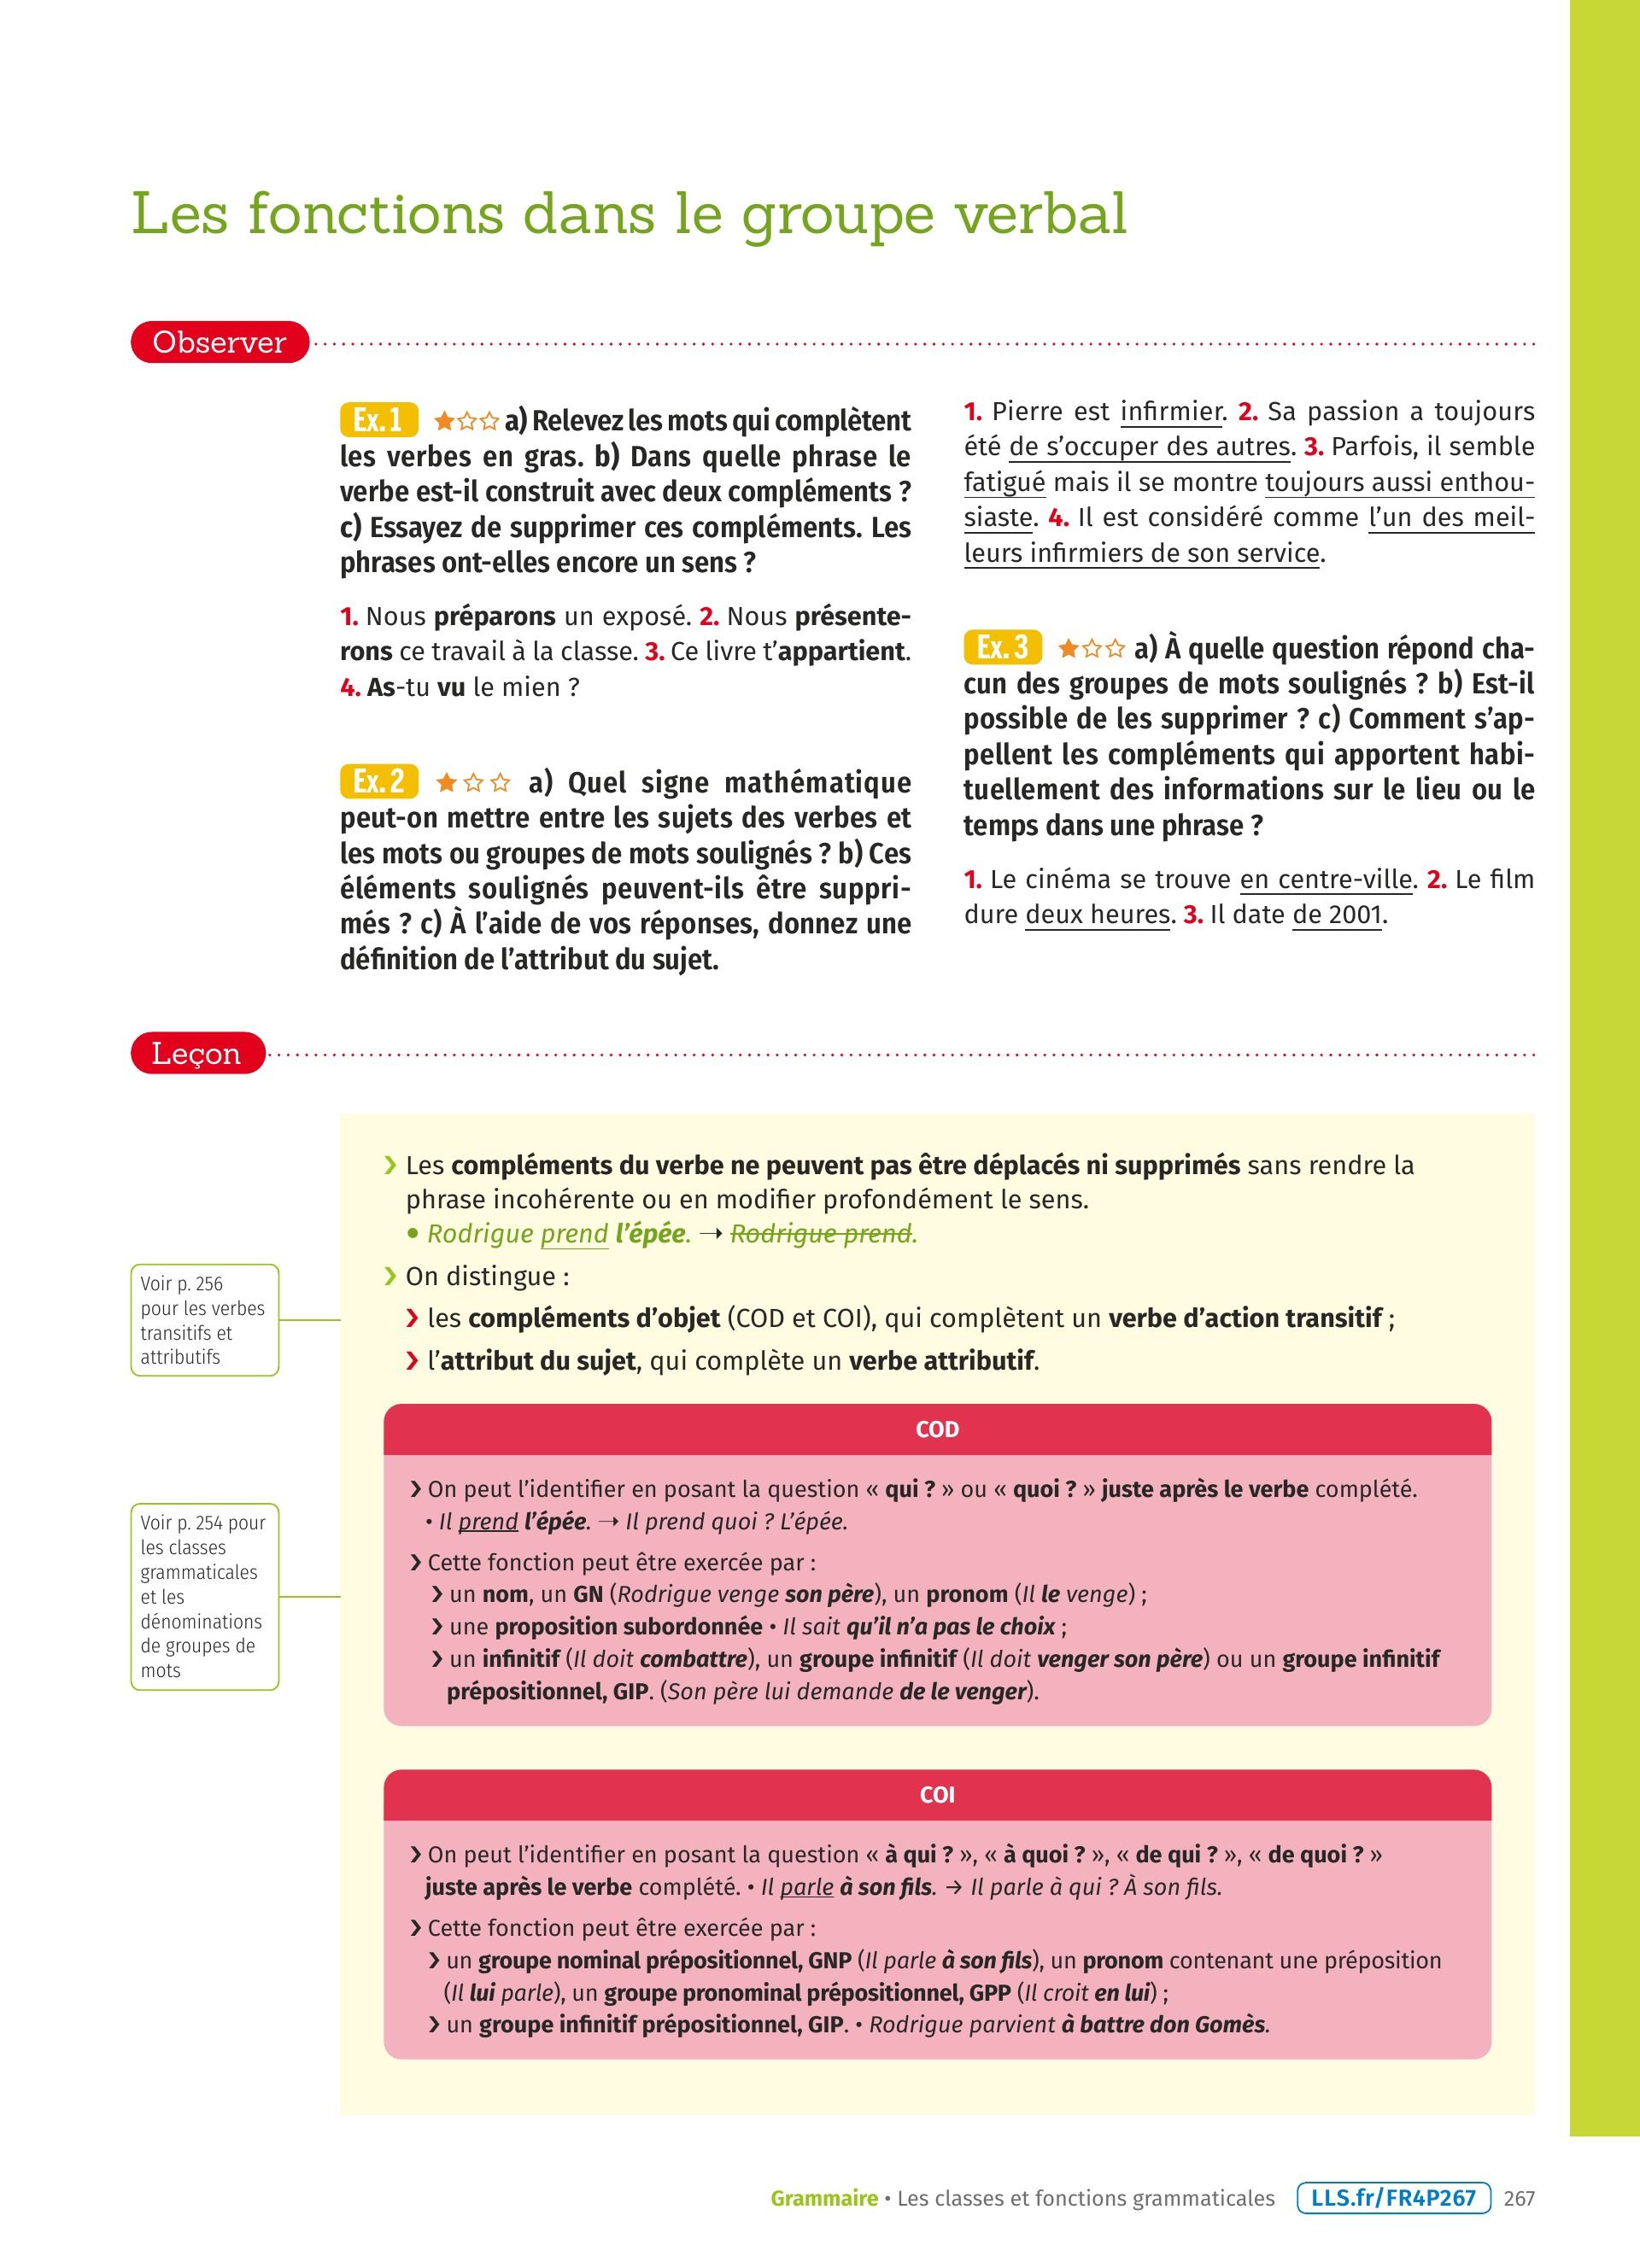 Les fonctions dans le groupe verbal
Observer
Ex. 1 a) Relevez les mots qui complètent
les verbes en gras. b) Dans quelle phrase le
verbe est-il construit avec deux compléments ?
c) Essayez de supprimer ces compléments. Les
phrases ont-elles encore un sens ?
1. Nous préparons un exposé. 2. Nous présente-
rons ce travail à la classe. 3. Ce livre t’appartient.
4. As-tu vu le mien ?
Ex. 2 a) Quel signe mathématique
peut-on mettre entre les sujets des verbes et
les mots ou groupes de mots soulignés ? b) Ces
éléments soulignés peuvent-ils être suppri-
més ? c) À l’aide de vos réponses, donnez une
définition de l’attribut du sujet.
1. Pierre est infirmier. 2. Sa passion a toujours
été de s’occuper des autres. 3. Parfois, il semble
fatigué mais il se montre toujours aussi enthou-
siaste. 4. Il est considéré comme l’un des meil-
leurs infirmiers de son service.
Ex. 3 a) À quelle question répond cha-
cun des groupes de mots soulignés ? b) Est-il
possible de les supprimer ? c) Comment s’ap-
pellent les compléments qui apportent habi-
tuellement des informations sur le lieu ou le
temps dans une phrase ?
1. Le cinéma se trouve en centre-ville. 2. Le film
dure deux heures. 3. Il date de 2001.
Leçon
› Les compléments du verbe ne peuvent pas être déplacés ni supprimés sans rendre la
phrase incohérente ou en modifier profondément le sens.
• Rodrigue prend l’épée. → Rodrigue prend.
› On distingue :
› les compléments d’objet (COD et COI), qui complètent un verbe d’action transitif ;
› l’attribut du sujet, qui complète un verbe attributif.
Voir p. 256
pour les verbes
transitifs et
attributifs
COD
› On peut l’identifier en posant la question « qui ? » ou « quoi ? » juste après le verbe complété.
• Il prend l’épée. → Il prend quoi ? L’épée.
› Cette fonction peut être exercée par :
› un nom, un GN (Rodrigue venge son père), un pronom (Il le venge) ;
› une proposition subordonnée • Il sait qu’il n’a pas le choix ;
› un infinitif (Il doit combattre), un groupe infinitif (Il doit venger son père) ou un groupe infinitif
prépositionnel, GIP. (Son père lui demande de le venger).
Voir p. 254 pour
les classes
grammaticales
et les
dénominations
de groupes de
mots
COI
› On peut l’identifier en posant la question « à qui ? », « à quoi ? », « de qui ? », « de quoi ? »
juste après le verbe complété. • Il parle à son fils. → Il parle à qui ? À son fils.
› Cette fonction peut être exercée par :
› un groupe nominal prépositionnel, GNP (Il parle à son fils), un pronom contenant une préposition
(Il lui parle), un groupe pronominal prépositionnel, GPP (Il croit en lui) ;
› un groupe infinitif prépositionnel, GIP. • Rodrigue parvient à battre don Gomès.
Grammaire • Les classes et fonctions grammaticales LLS.fr/FR4P267 267